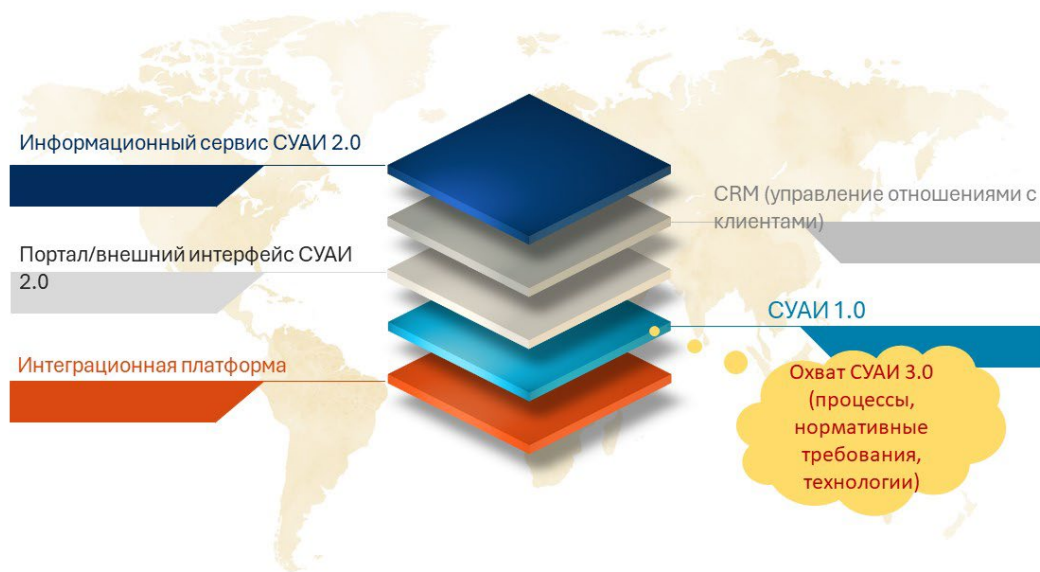 Информационный сервис СУАИ 2.0
CRM (управление отношениями с
клиентами)
Портал/внешний интерфейс СУАИ
2.0
СУАИ 1.0
Интеграционная платформа
Охват СУАИ 3.0
(процессы,
нормативные
требования,
технологии)